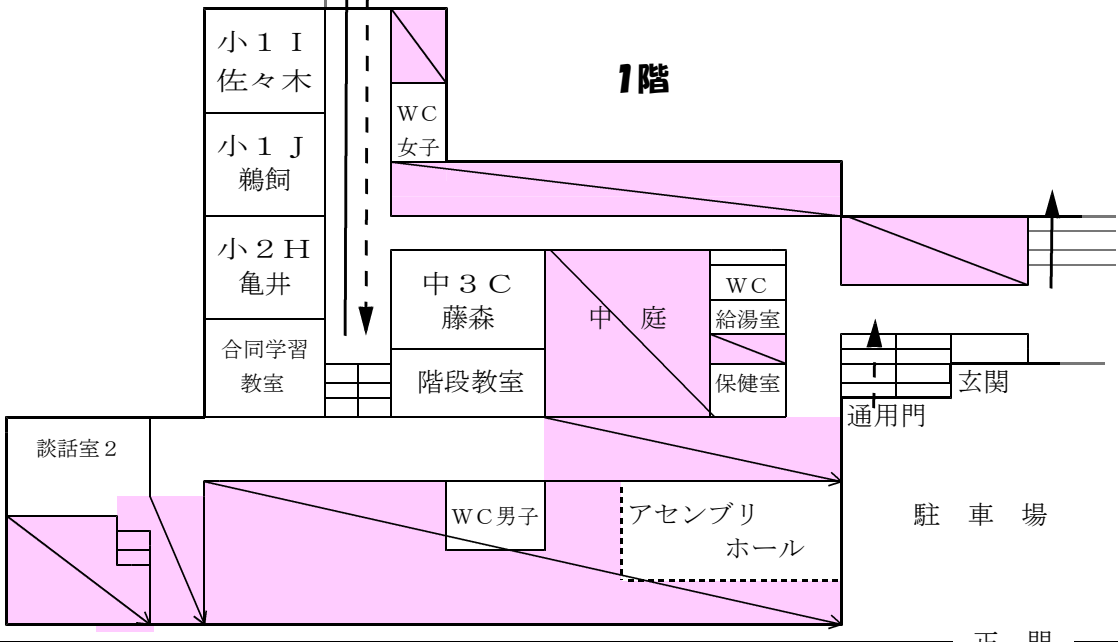 1階
小１Ｉ
佐々木
小１Ｊ
鵜飼
小２Ｈ
亀井
合同学習
教室
ＷＣ
女子
中３Ｃ
藤森
階段教室
中　庭
ＷＣ
給湯室
保健室
玄関
通用門
談話室２
ＷＣ男子
アセンブリ
ホール
駐　車　場